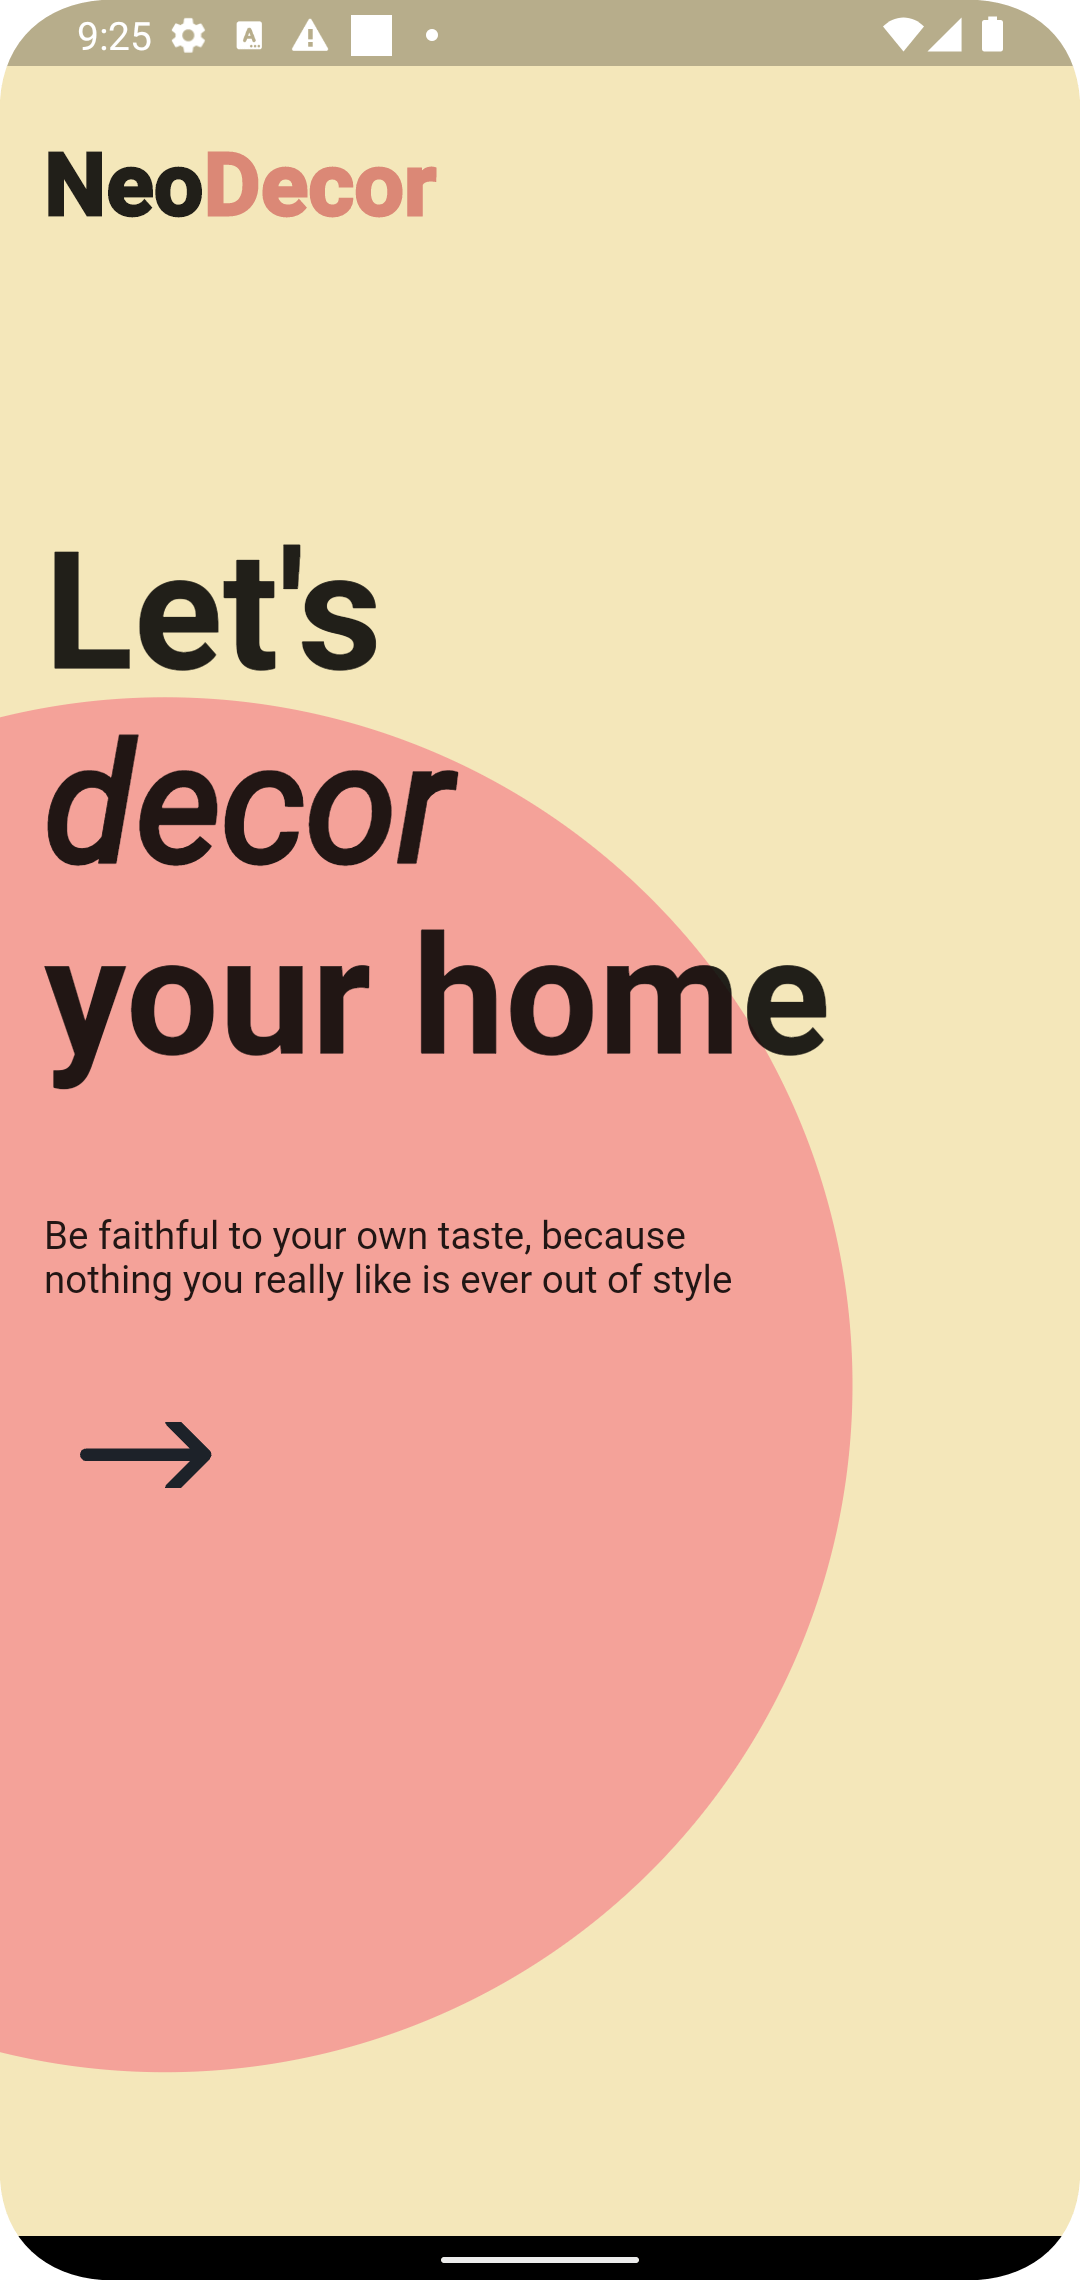 9:25
NeoDecor
Let's
decor
your home
Be faithful to your own taste, because
nothing you really like is ever out of style